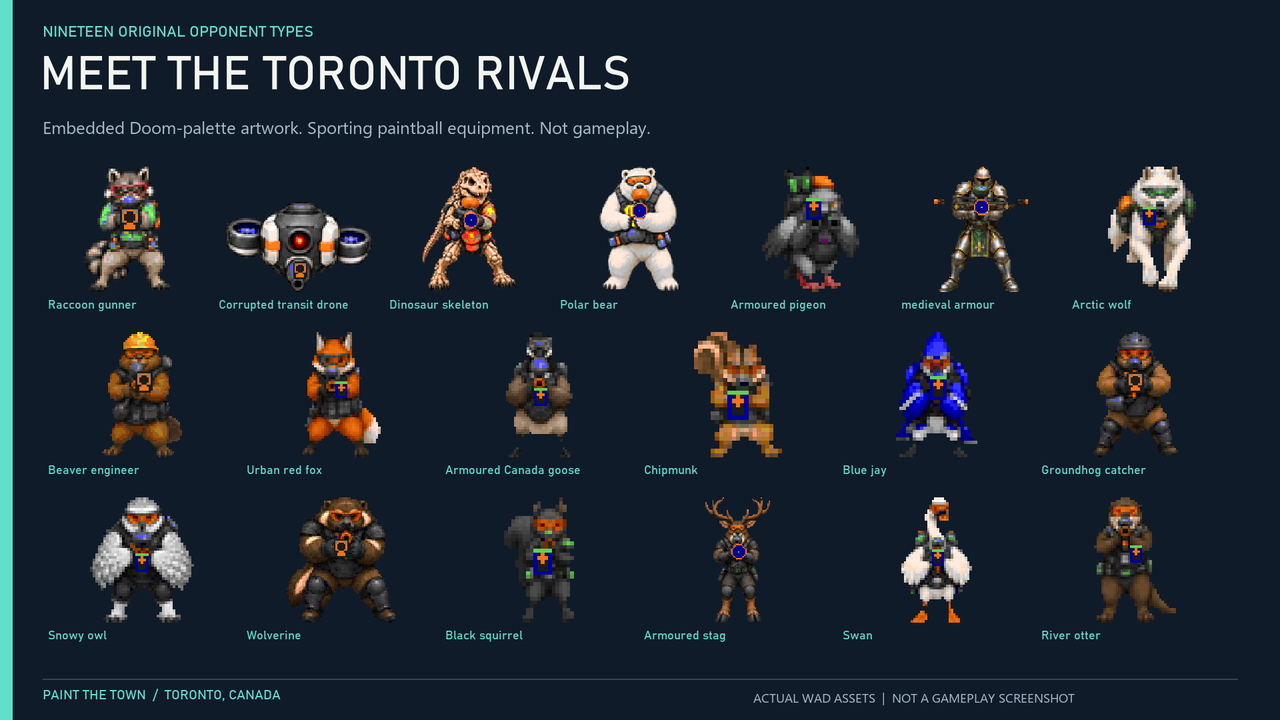 NINETEEN ORIGINAL OPPONENT TYPES
MEET THE TORONTO RIVALS
Embedded Doom-palette artwork. Sporting paintball equipment. Not gameplay.
Raccoon gunner
Corrupted transit drone
Dinosaur skeleton
Polar bear
Armoured pigeon
medieval armour
Arctic wolf
Beaver engineer
Urban red fox
Armoured Canada goose
Chipmunk
Blue jay
Groundhog catcher
Snowy owl
Wolverine
Black squirrel
Armoured stag
Swan
River otter
PAINT THE TOWN / TORONTO, CANADA
ACTUAL WAD ASSETS | NOT A GAMEPLAY SCREENSHOT